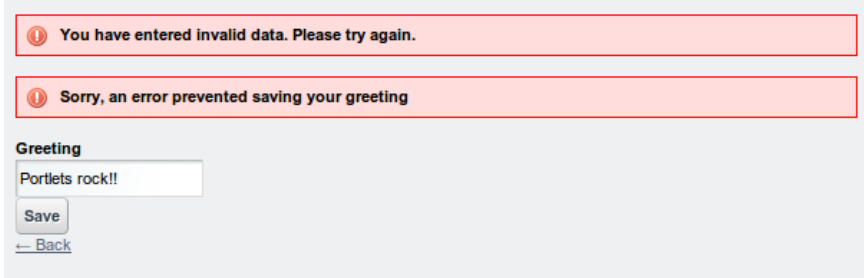 You have entered invalid data. Please try again.
Sorry, an error prevented saving your greeting
Greeting
Portlets rock!!
Save
← Back